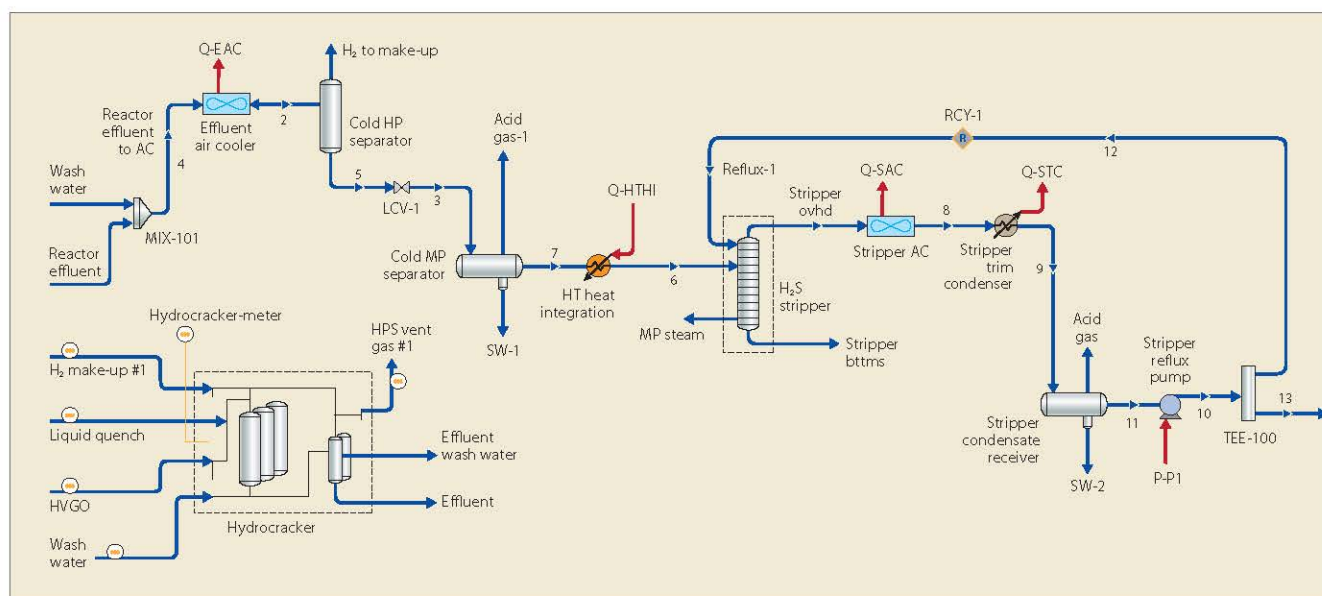 Q-EAC
H₂ to make-up
Reactor
effluent
to AC
4
Effluent
air cooler
2
Cold HP
separator
Wash
water
MIX-101
Reactor
effluent
5
LCV-1
3
Acid
gas-1
Cold MP
separator
SW-1
7
Q-HTHI
HT heat
integration
6
RCY-1
R
12
Reflux-1
Stripper
ovhd
Q-SAC
Stripper AC
8
Q-STC
Stripper
trim
condenser
9
H₂S
stripper
MP steam
Stripper
bttms
Acid
gas
Stripper
reflux
pump
Stripper
condensate
receiver
11
10
13
TEE-100
SW-2
P-P1
Hydrocracker-meter
H₂ make-up #1
Liquid quench
HVGO
Wash
water
HPS vent
gas #1
Effluent
wash water
Effluent
Hydrocracker